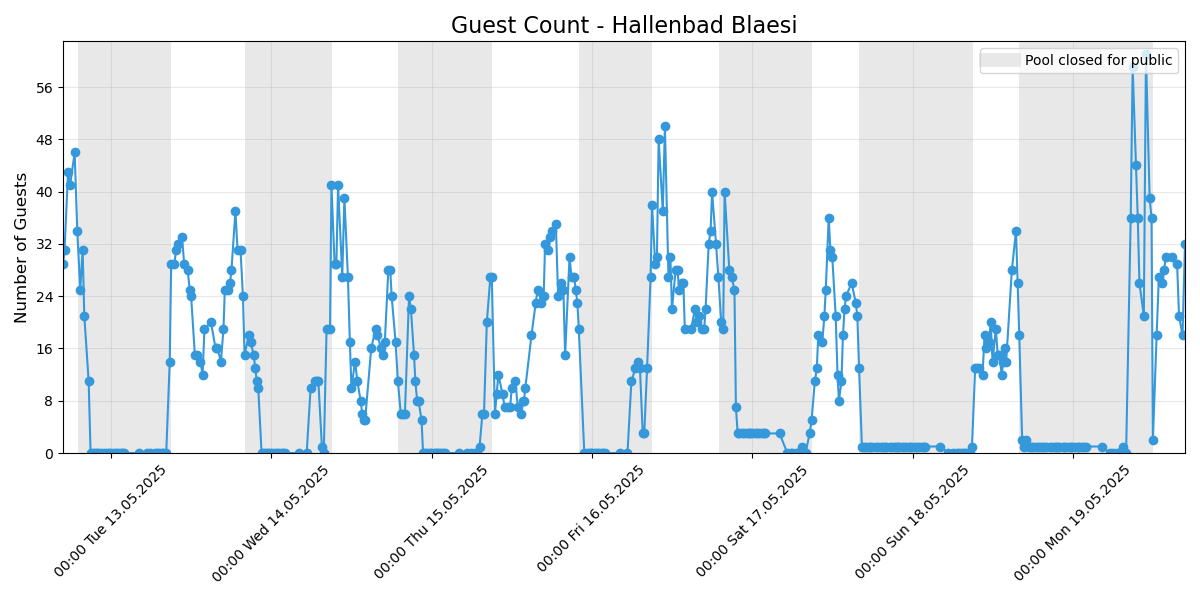 Guest Count - Hallenbad Blaesi
Pool closed for public
Number of Guests
56
48
40
32
24
16
8
0
00:00 Tue 13.05.2025
00:00 Wed 14.05.2025
00:00 Thu 15.05.2025
00:00 Fri 16.05.2025
00:00 Sat 17.05.2025
00:00 Sun 18.05.2025
00:00 Mon 19.05.2025